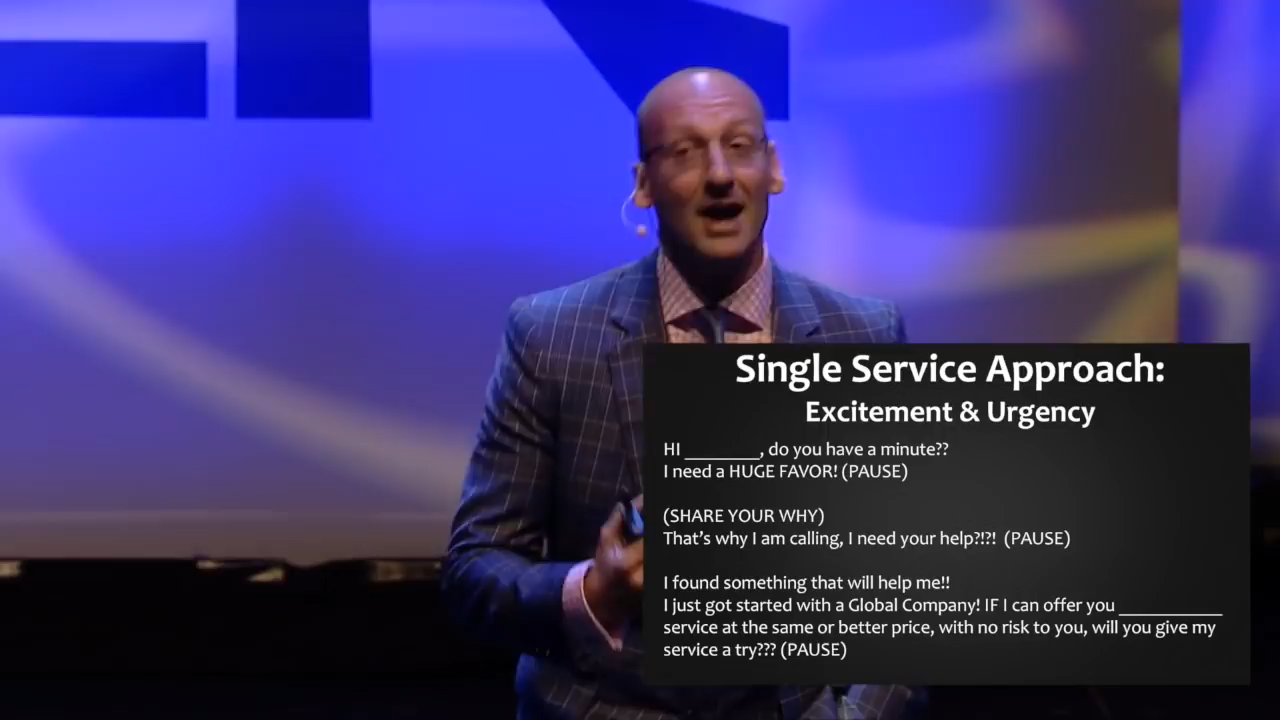 Single Service Approach:
Excitement & Urgency
HI ________, do you have a minute??
I need a HUGE FAVOR! (PAUSE)
(SHARE YOUR WHY)
That's why I am calling, I need your help?!?! (PAUSE)
I found something that will help me!!
I just got started with a Global Company! IF I can offer you ___________
service at the same or better price, with no risk to you, will you give my
service a try??? (PAUSE)